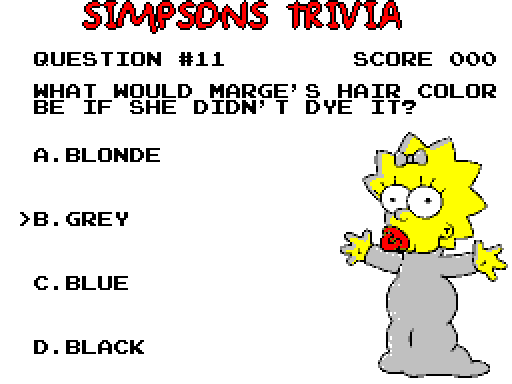 SIMPSONS TRIVIA
QUESTION #11 SCORE 000
WHAT WOULD MARGE'S HAIR COLOR
BE IF SHE DIDN'T DYE IT?
A.BLONDE
>B.GREY
C.BLUE
D.BLACK